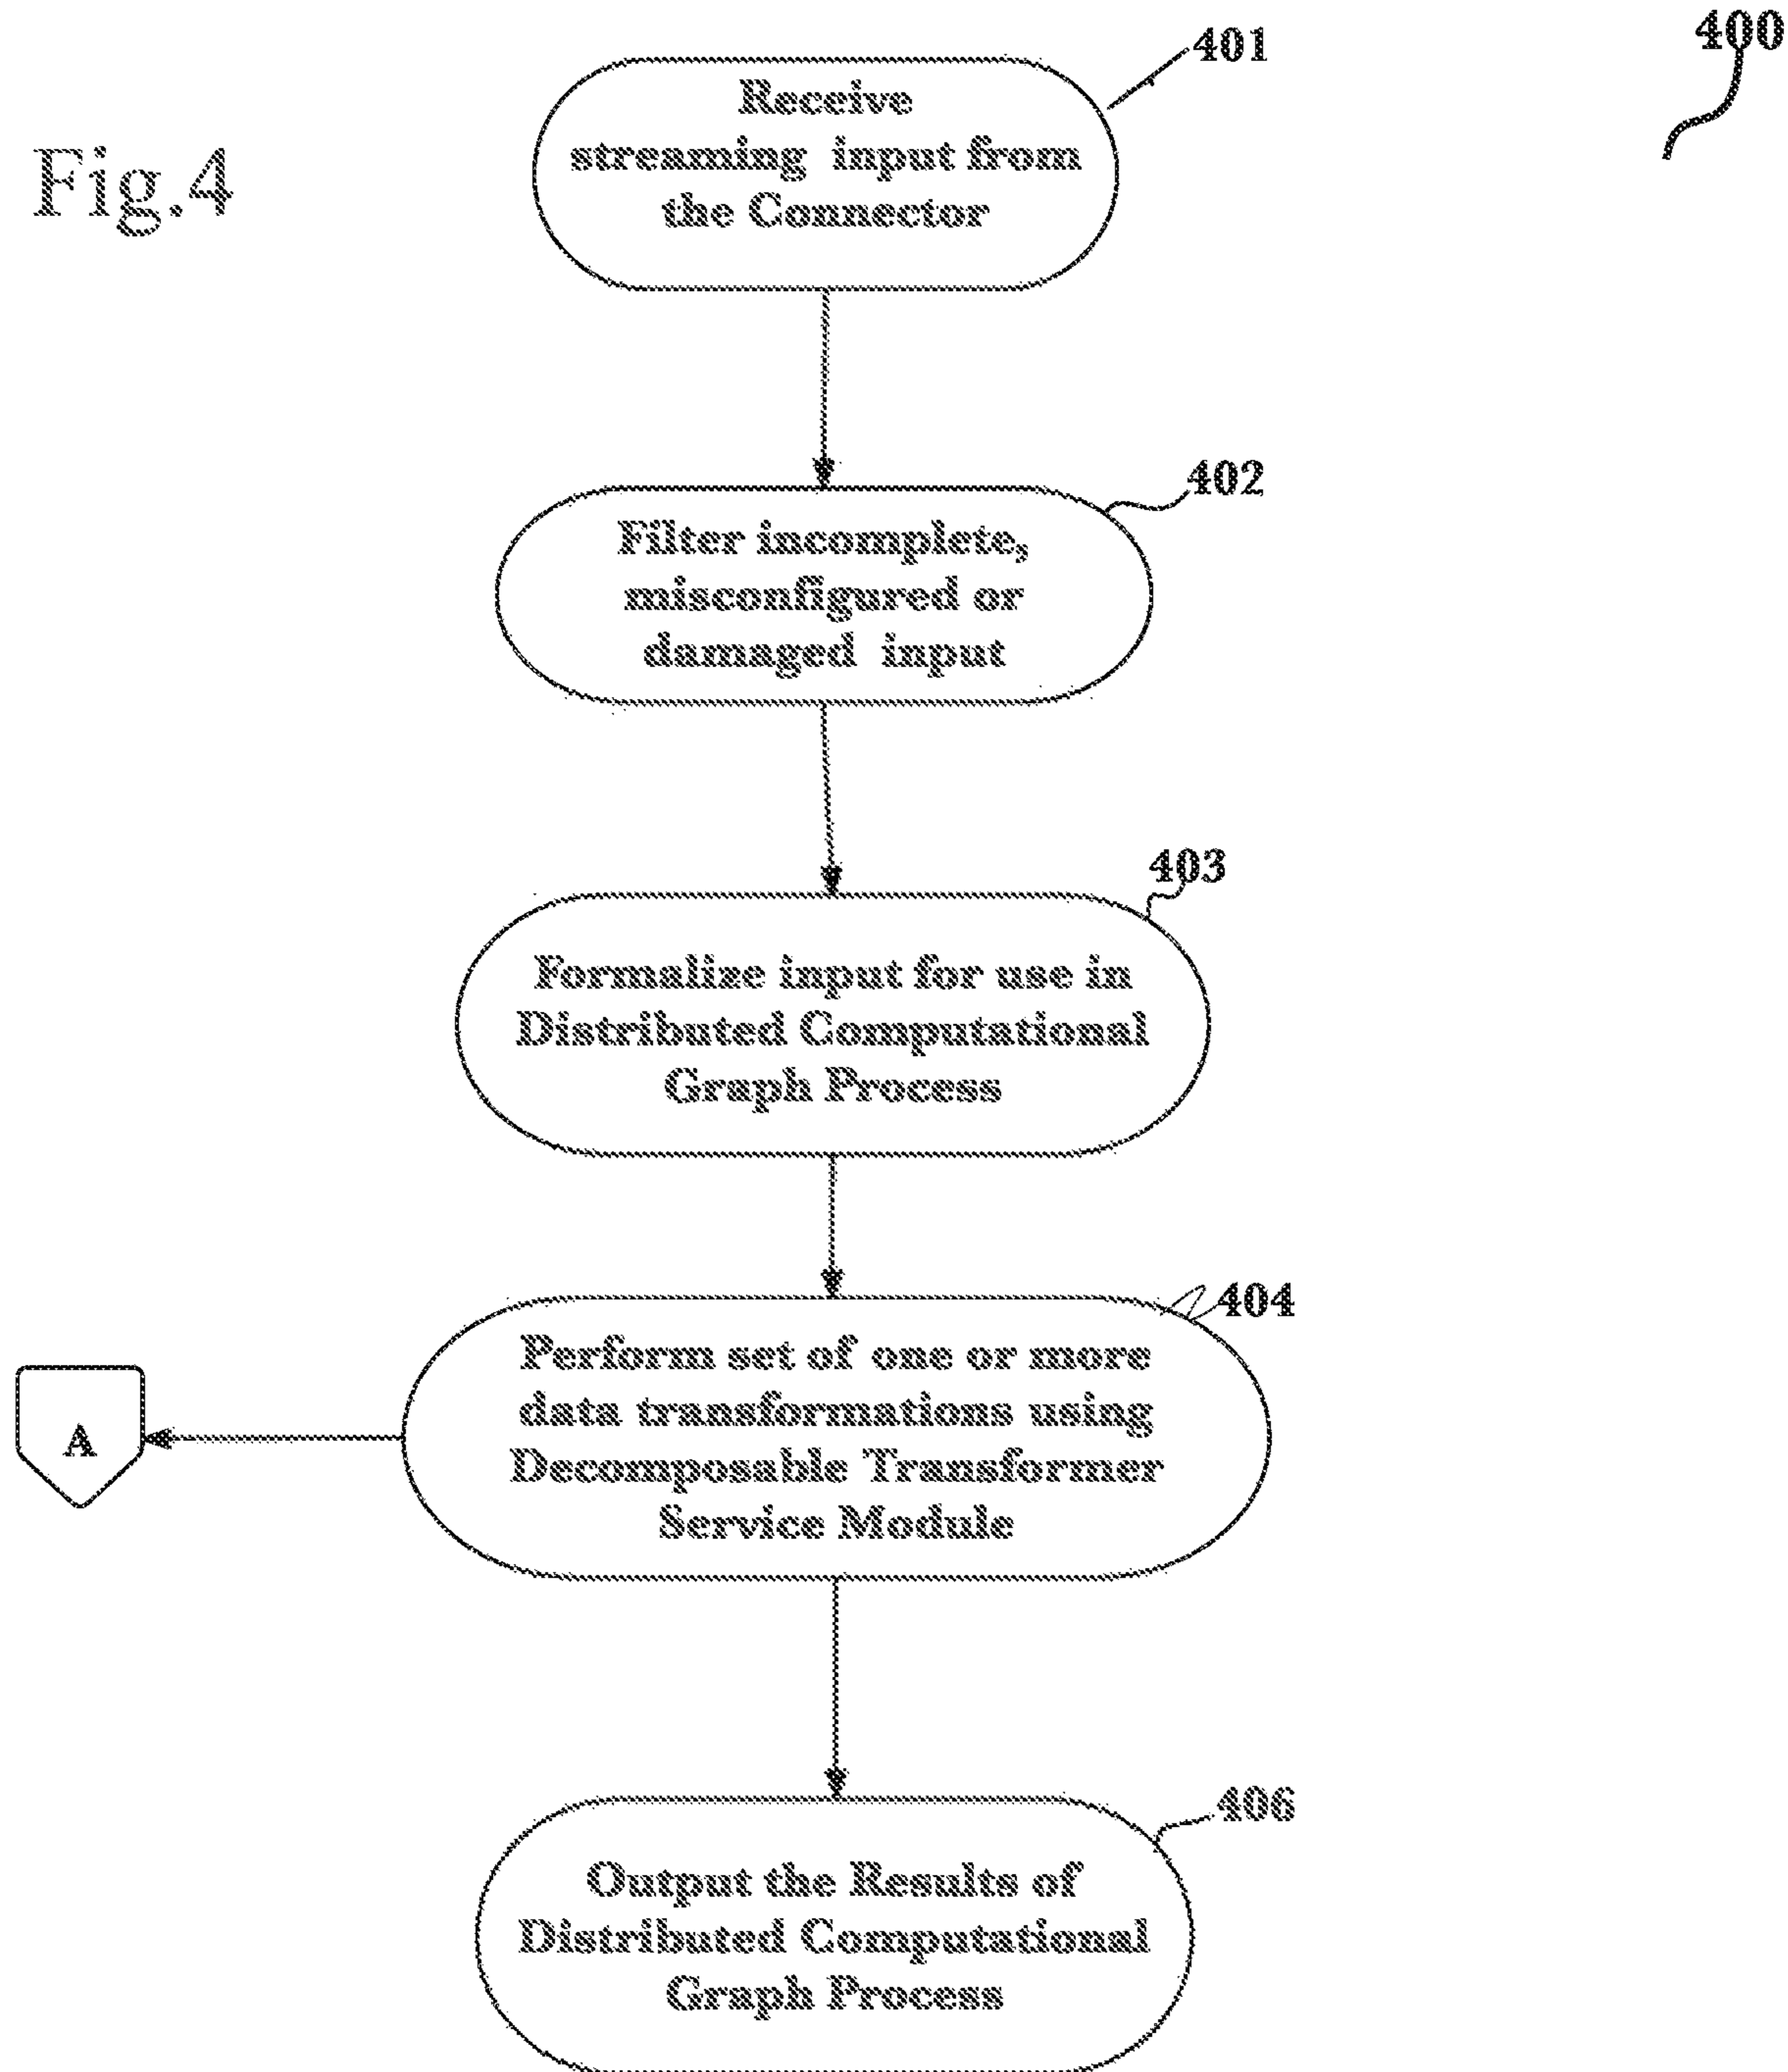 400
401
Fig.4
Receive
streaming input from
the Connector
402
Filter incomplete,
misconfigured or
damaged input
403
Formalize input for use in
Distributed Computational
Graph Process
404
Perform set of one or more
data transformations using
Decomposable Transformer
Service Module
A
406
Output the Results of
Distributed Computational
Graph Process